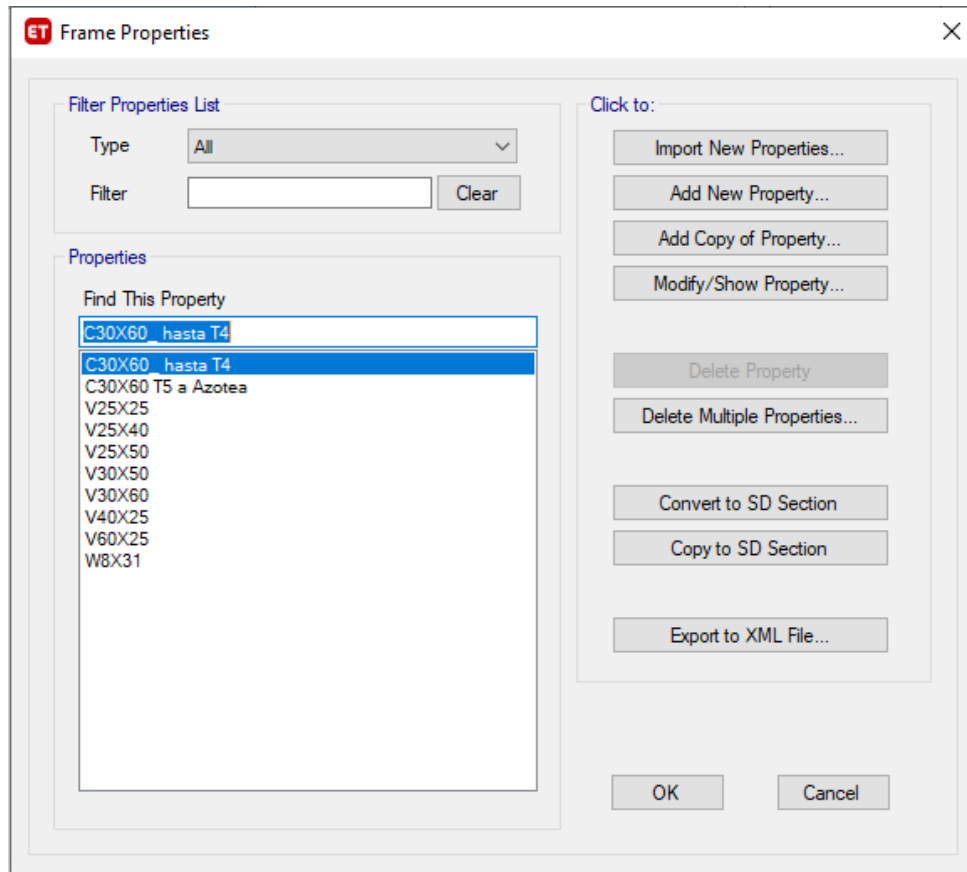 ET Frame Properties
Filter Properties List
Type All
Filter Clear
Properties
Find This Property
C30X60_ hasta T4
C30X60_ hasta T4
C30X60 T5 a Azotea
V25X25
V25X40
V25X50
V30X50
V30X60
V40X25
V60X25
W8X31
Click to:
Import New Properties...
Add New Property...
Add Copy of Property...
Modify/Show Property...
Delete Property
Delete Multiple Properties...
Convert to SD Section
Copy to SD Section
Export to XML File...
OK Cancel